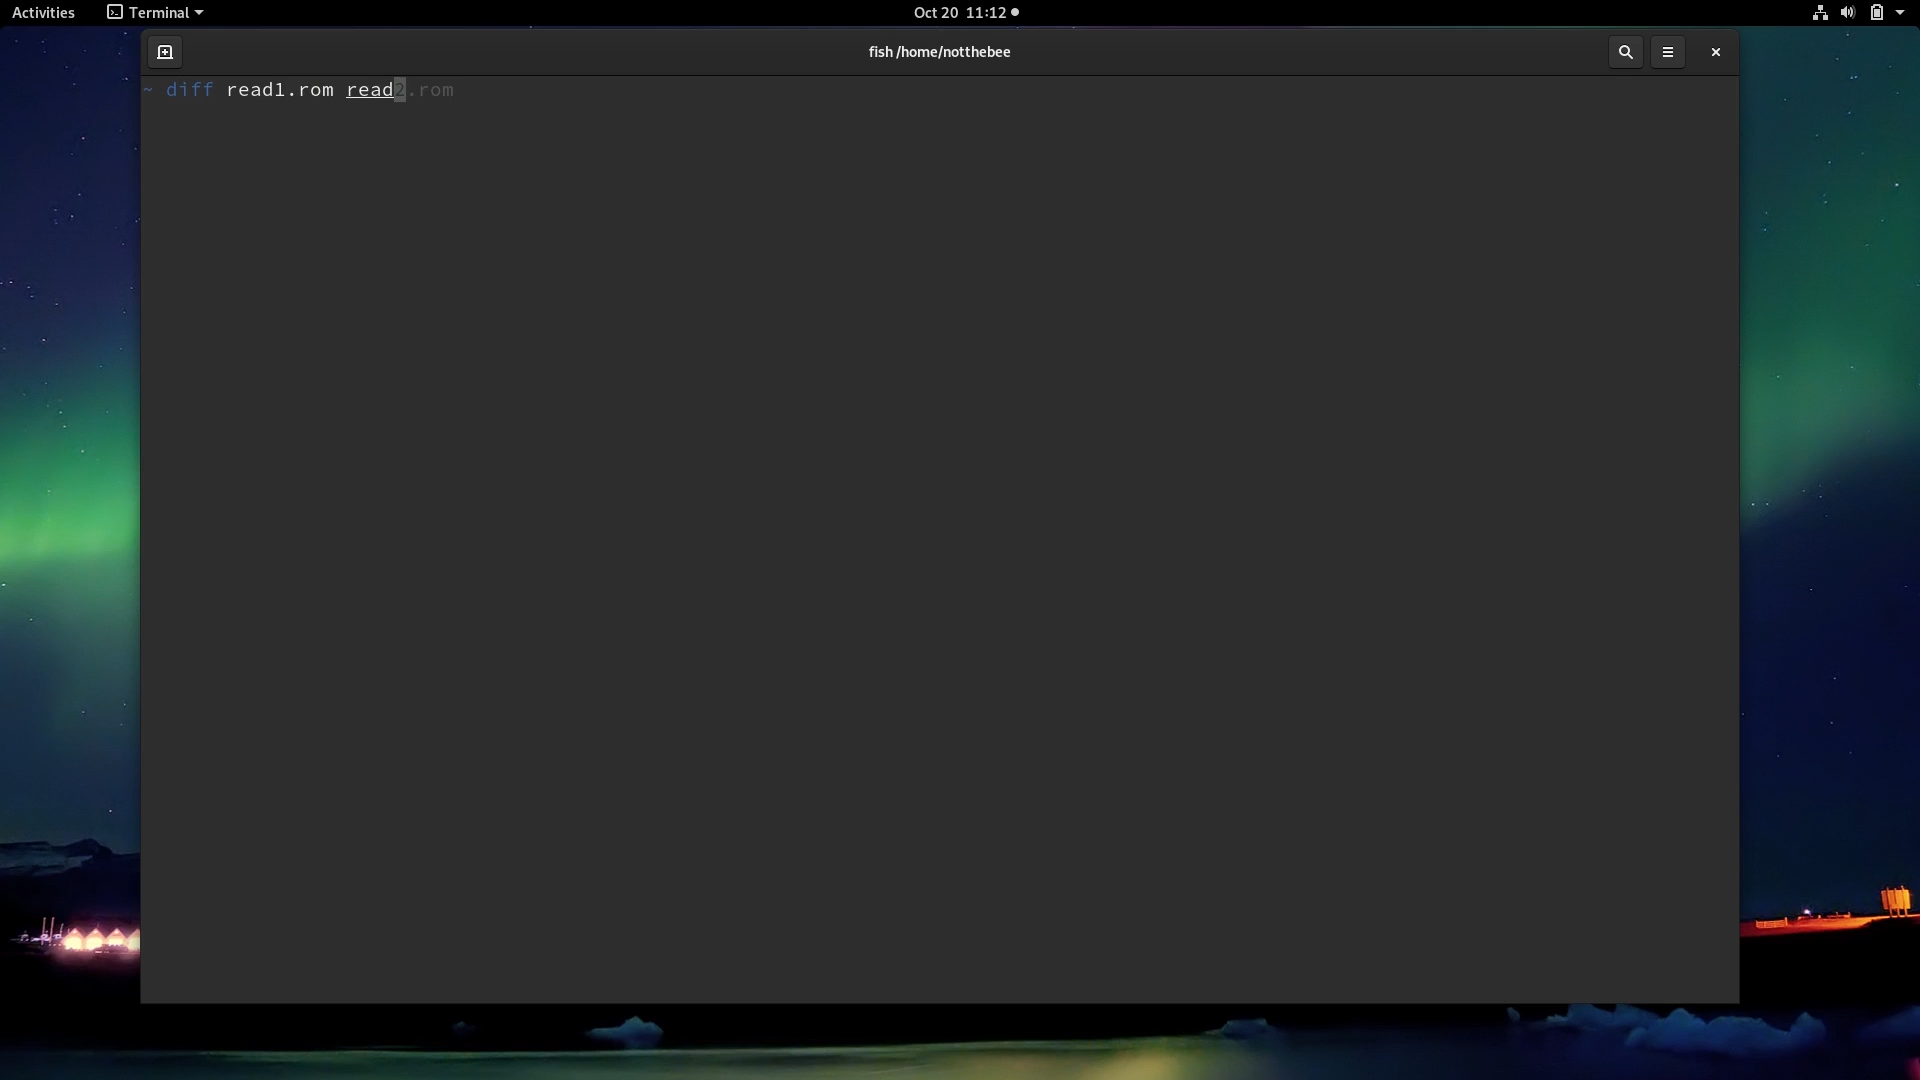 Activities Terminal Oct 20 11:12
fish /home/notthebee
~ diff read1.rom read2.rom